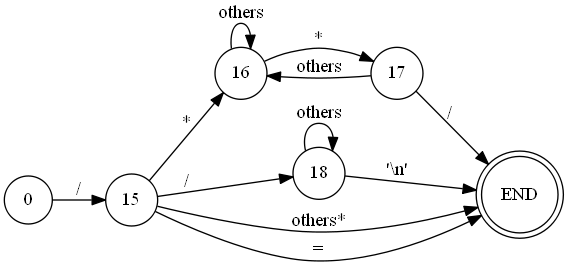 others
*
16
others
17
*
/
others
/
18
'\n'
0
/
15
END
others*
=